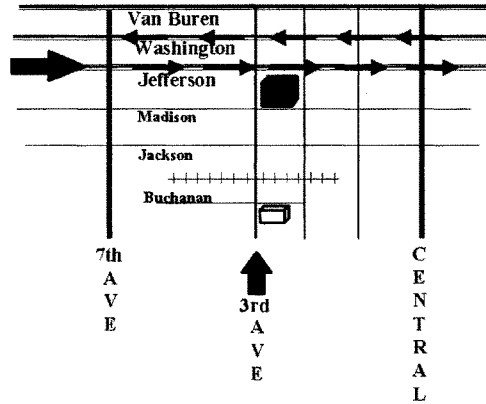 Van Buren
Washington
Jefferson
Madison
Jackson
Buchanan
7th
A
V
E
3rd
A
V
E
C
E
N
T
R
A
L